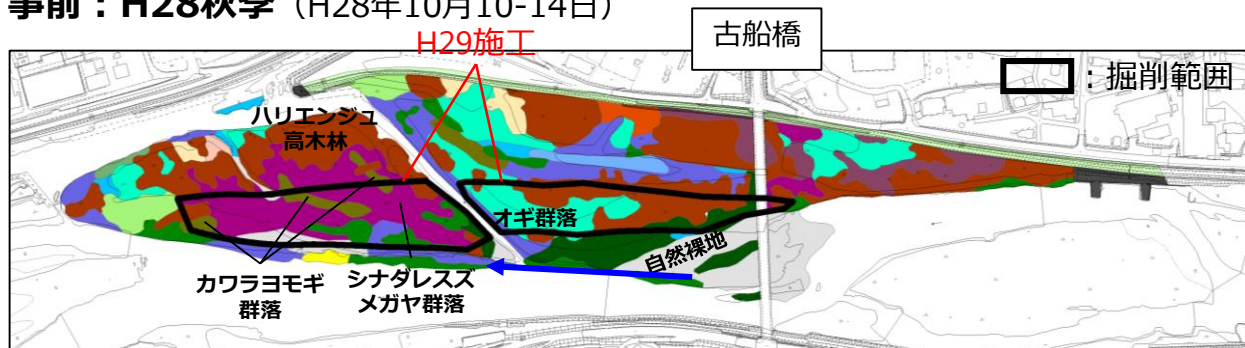 事前：H28秋季（H28年10月10-14日）
H29施工
古船橋
：掘削範囲
ハリエンジュ
高木林
オギ群落
自然裸地
カワラヨモギ
群落
シナダレスズ
メガヤ群落